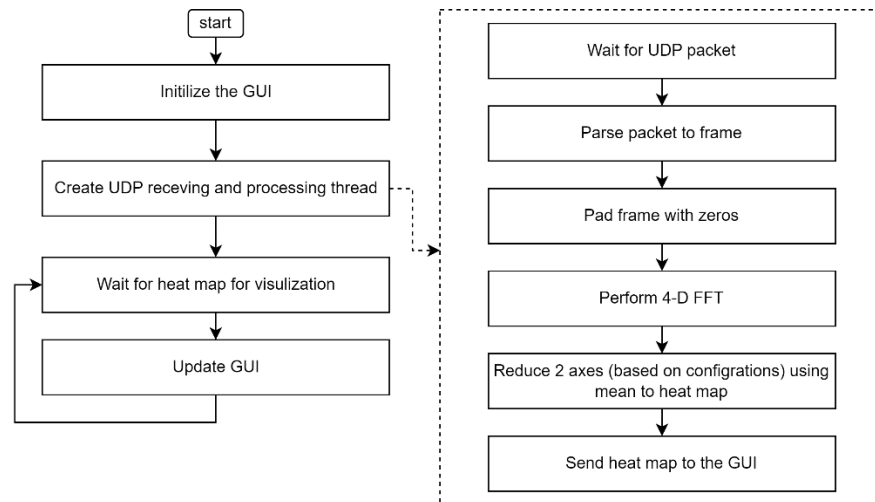 start
Initilize the GUI
Create UDP receving and processing thread
Wait for heat map for visulization
Update GUI
Wait for UDP packet
Parse packet to frame
Pad frame with zeros
Perform 4-D FFT
Reduce 2 axes (based on configrations) using
mean to heat map
Send heat map to the GUI